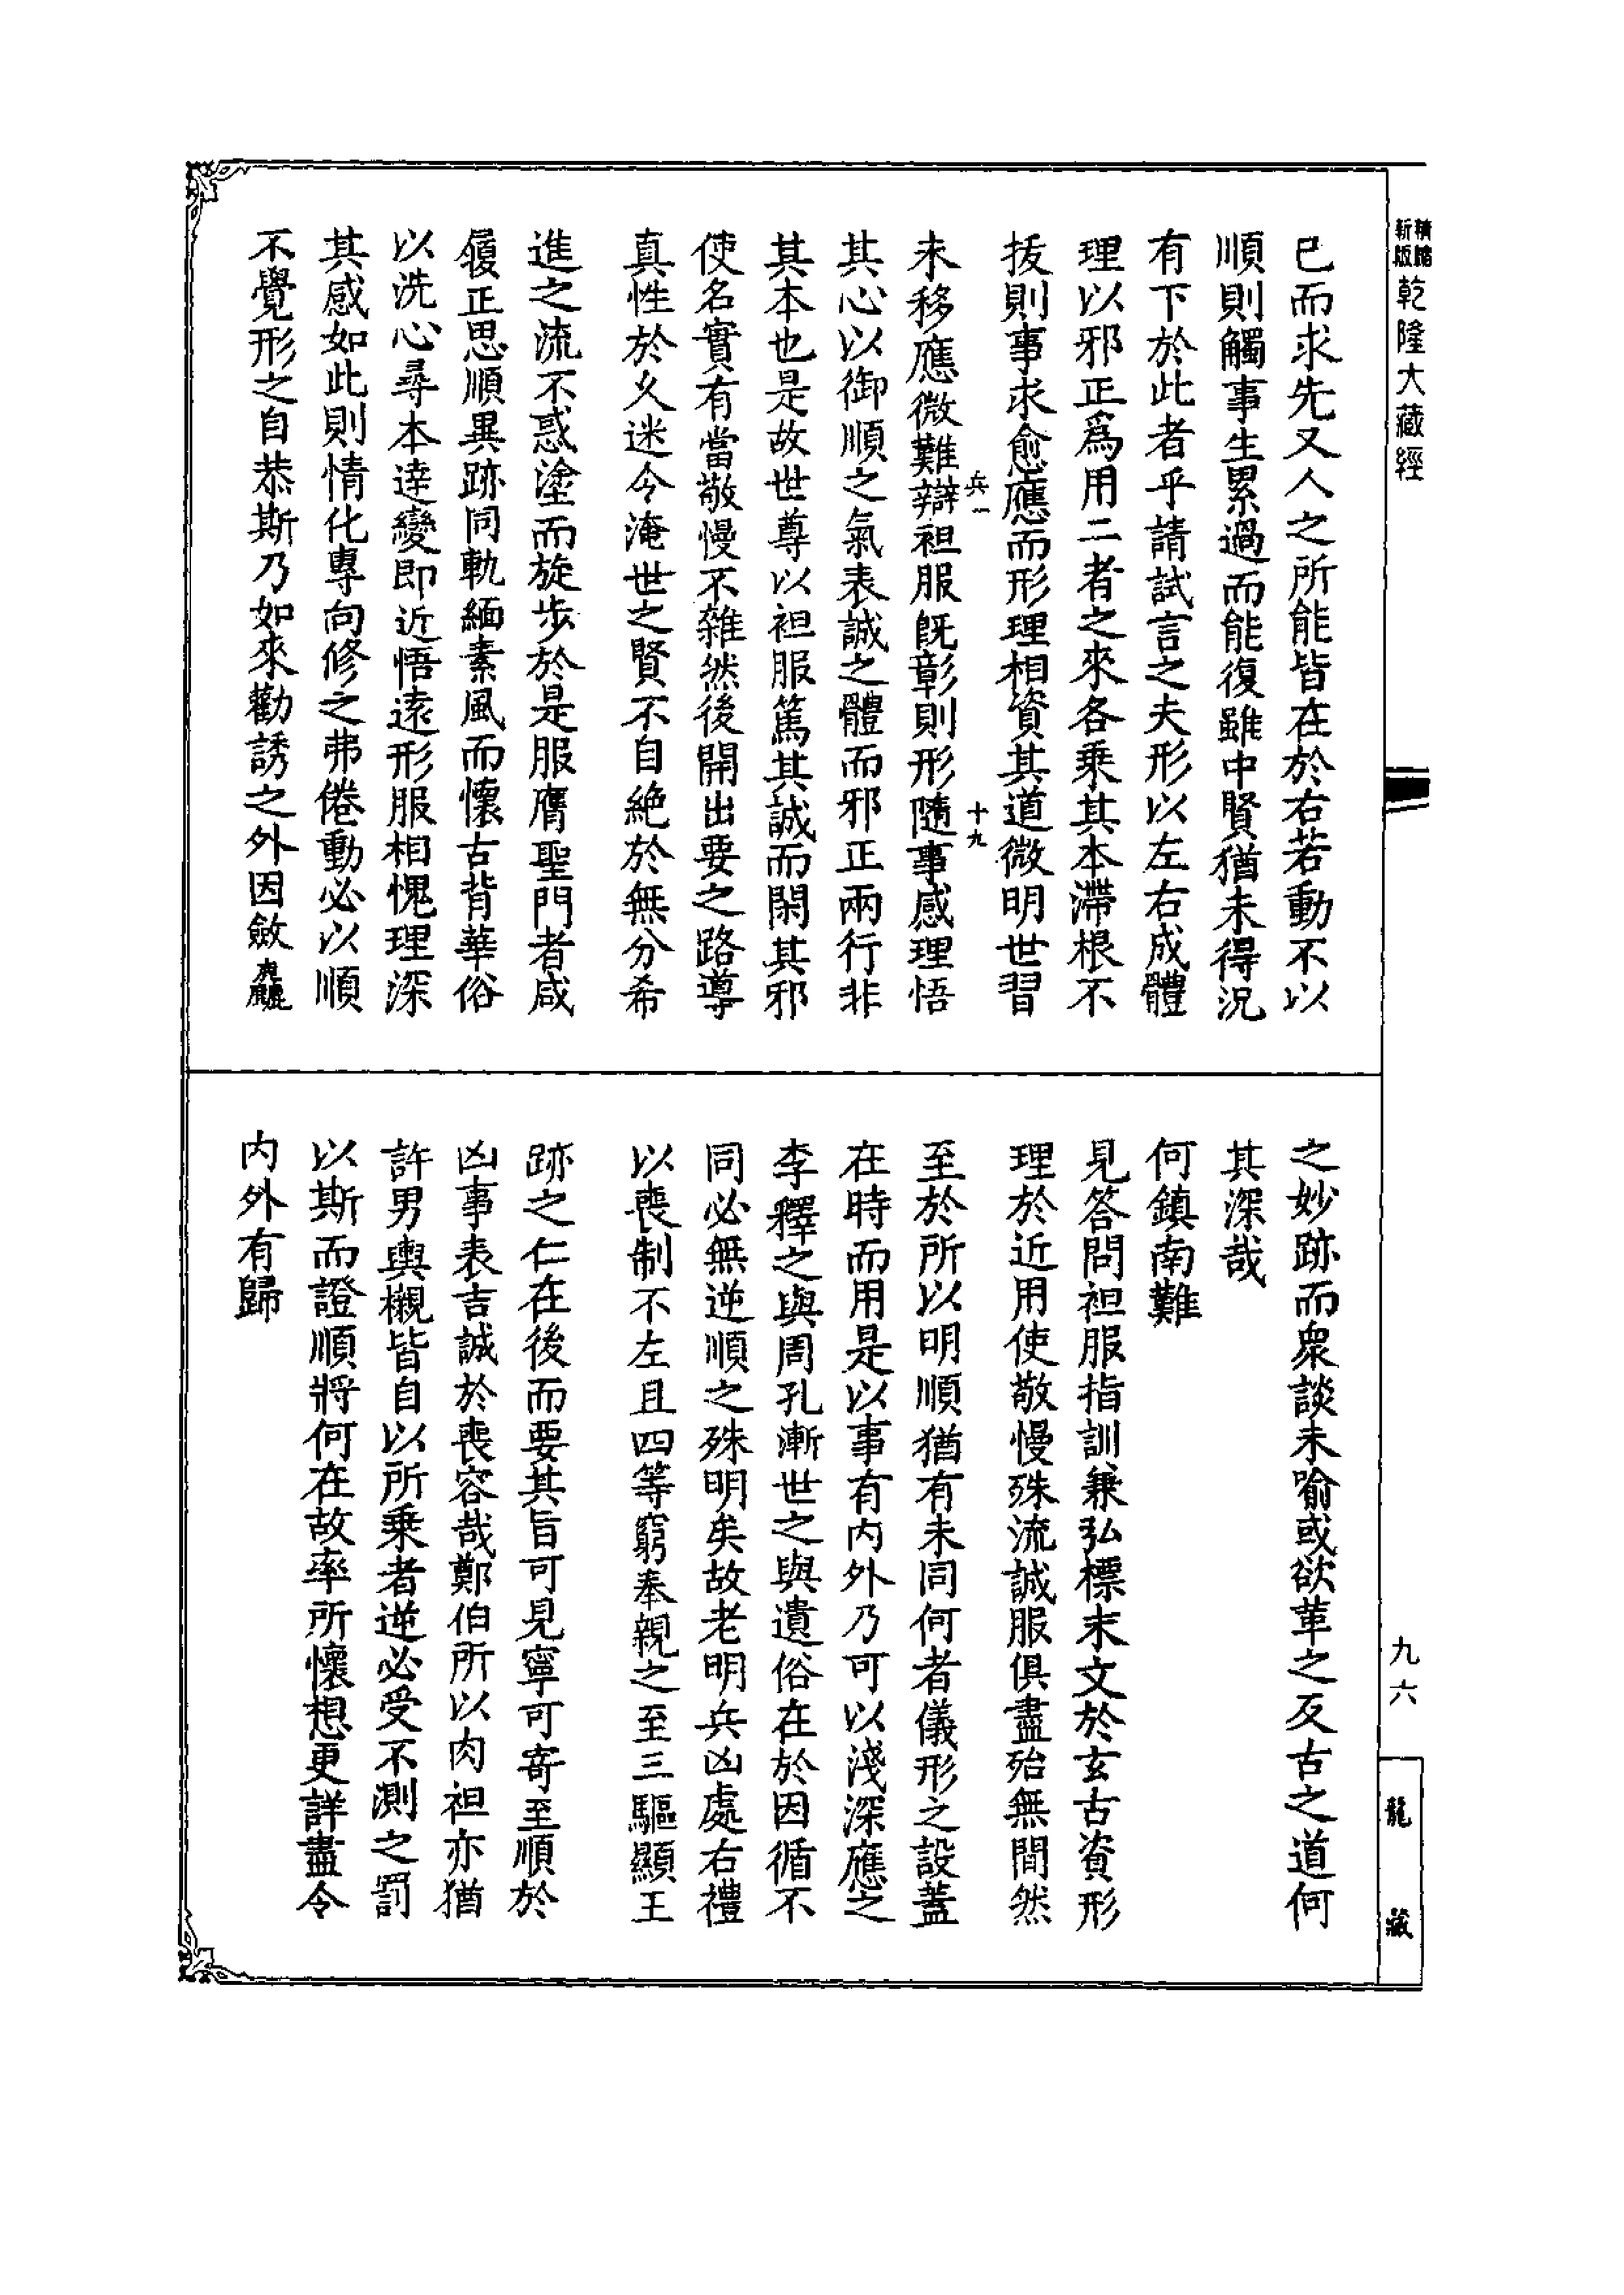 精縮新版乾隆大藏經
已而求先又人之所能皆在於右若動不以
順則觸事生累過而能復雖中賢猶未得況
有下於此者乎請試言之夫形以左右成體
理以邪正爲用二者之來各乗其本滯根不
拔則事求愈應而形理相資其道微明世習
兵一 十九
未移應微難辯袒服旣彰則形隨事感理悟
其心以御順之氣表誠之體而邪正兩行非
其本也是故世尊以袒服篤其誠而閑其邪
使名實有當敬慢不雜然後開出要之路導
真性於乆迷令淹世之賢不自絶於無分希
進之流不惑塗而旋步於是服膺聖門者咸
履正思順異跡同軌緬素風而懷古背華俗
以洗心尋本逹變即近悟遠形服相愧理深
其感如此則情化專向修之弗倦動必以順
不覺形之自恭斯乃如來勸誘之外因斂麤
之妙跡而衆談未喻或欲革之反古之道何
其深哉
何鎮南難
見答問袒服指訓兼弘標末文於玄古資形
理於近用使敬慢殊流誠服俱盡殆無間然
至於所以明順猶有未同何者儀形之設蓋
在時而用是以事有内外乃可以淺深應之
李釋之與周孔漸世之與遺俗在於因循不
同必無逆順之殊明矣故老明兵凶處右禮
以喪制不左且四等窮奉親之至三驅顯王
跡之仁在後而要其旨可見寧可寄至順於
凶事表吉誠於喪容哉鄭伯所以肉袒亦猶
許男輿櫬皆自以所乗者逆必受不測之罰
以斯而證順將何在故率所懷想更詳盡令
内外有歸
九六
龍藏